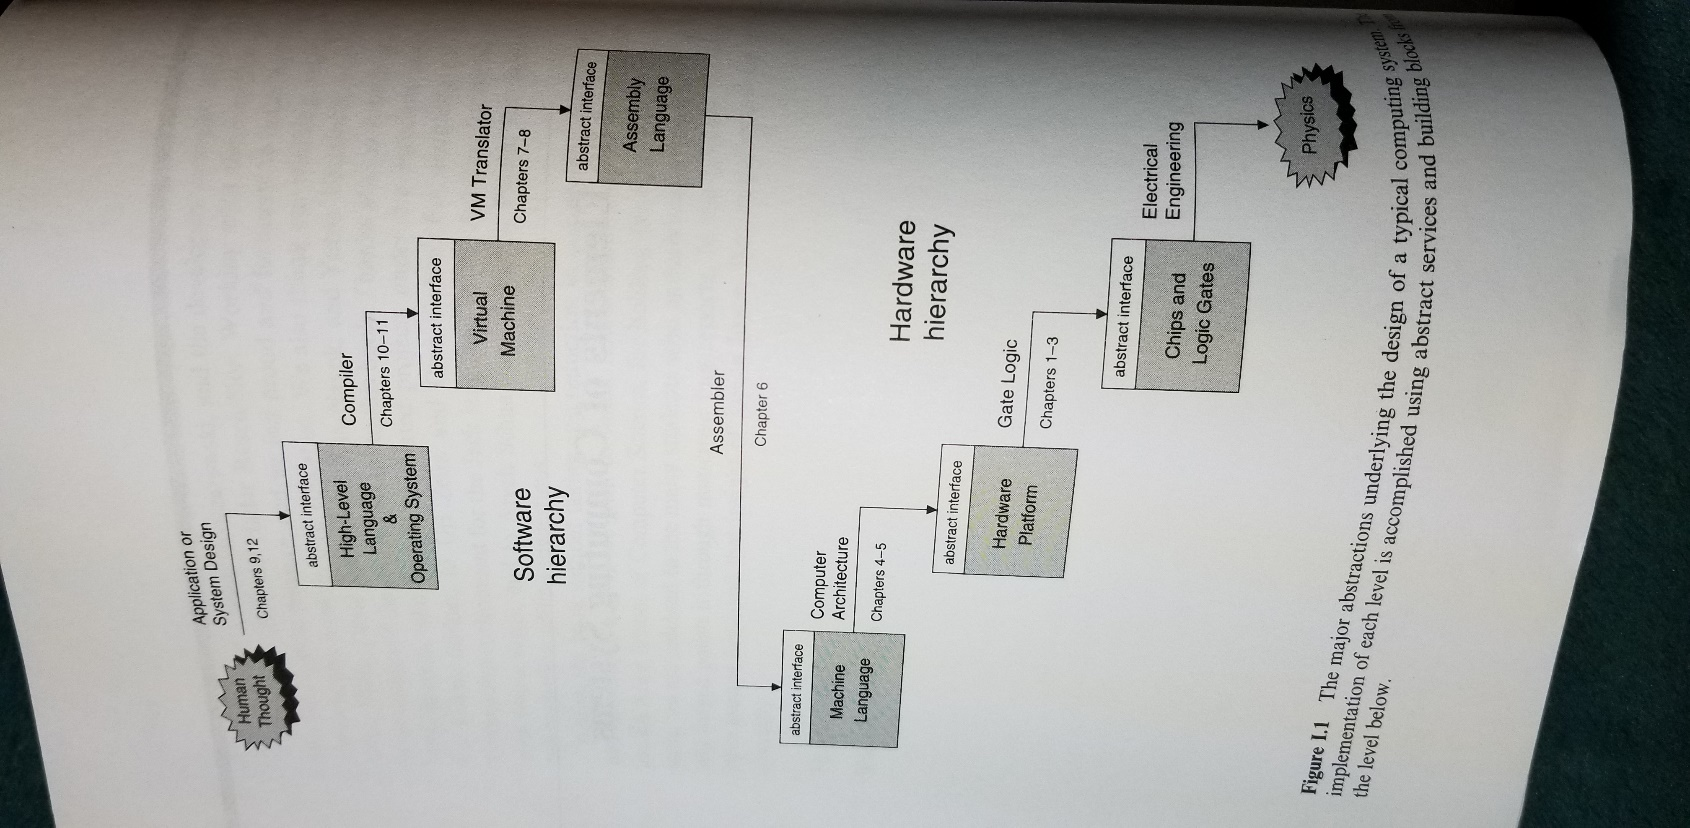 Human
Thought
Application or
System Design
Chapters 9,12
abstract interface
High-Level
Language
&
Operating System
Compiler
Chapters 10–11
abstract interface
Virtual
Machine
VM Translator
Chapters 7–8
abstract interface
Assembly
Language
Software
hierarchy
Assembler
Chapter 6
abstract interface
Machine
Language
Computer
Architecture
Chapters 4–5
abstract interface
Hardware
Platform
Gate Logic
Chapters 1–3
abstract interface
Chips and
Logic Gates
Electrical
Engineering
Physics
Hardware
hierarchy
Figure I.1 The major abstractions underlying the design of a typical computing system.
implementation of each level is accomplished using abstract services and building blocks
the level below.